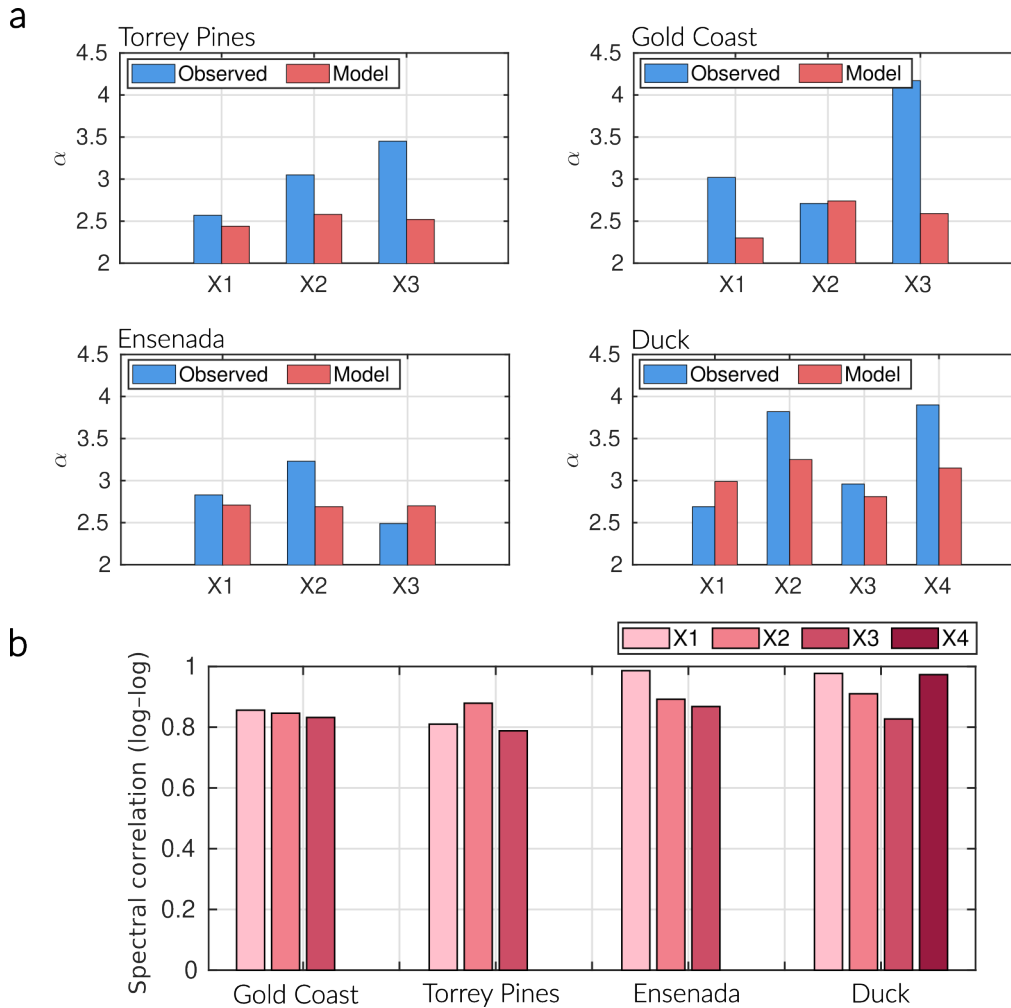 a
Torrey Pines
Observed Model
4.5
4
3.5
3
2.5
2
α
X1 X2 X3
Gold Coast
Observed Model
4.5
4
3.5
3
2.5
2
α
X1 X2 X3
Ensenada
Observed Model
4.5
4
3.5
3
2.5
2
α
X1 X2 X3
Duck
Observed Model
4.5
4
3.5
3
2.5
2
α
X1 X2 X3 X4
b
X1 X2 X3 X4
Spectral correlation (log–log)
1
0.8
0.6
0.4
0.2
0
Gold Coast Torrey Pines Ensenada Duck